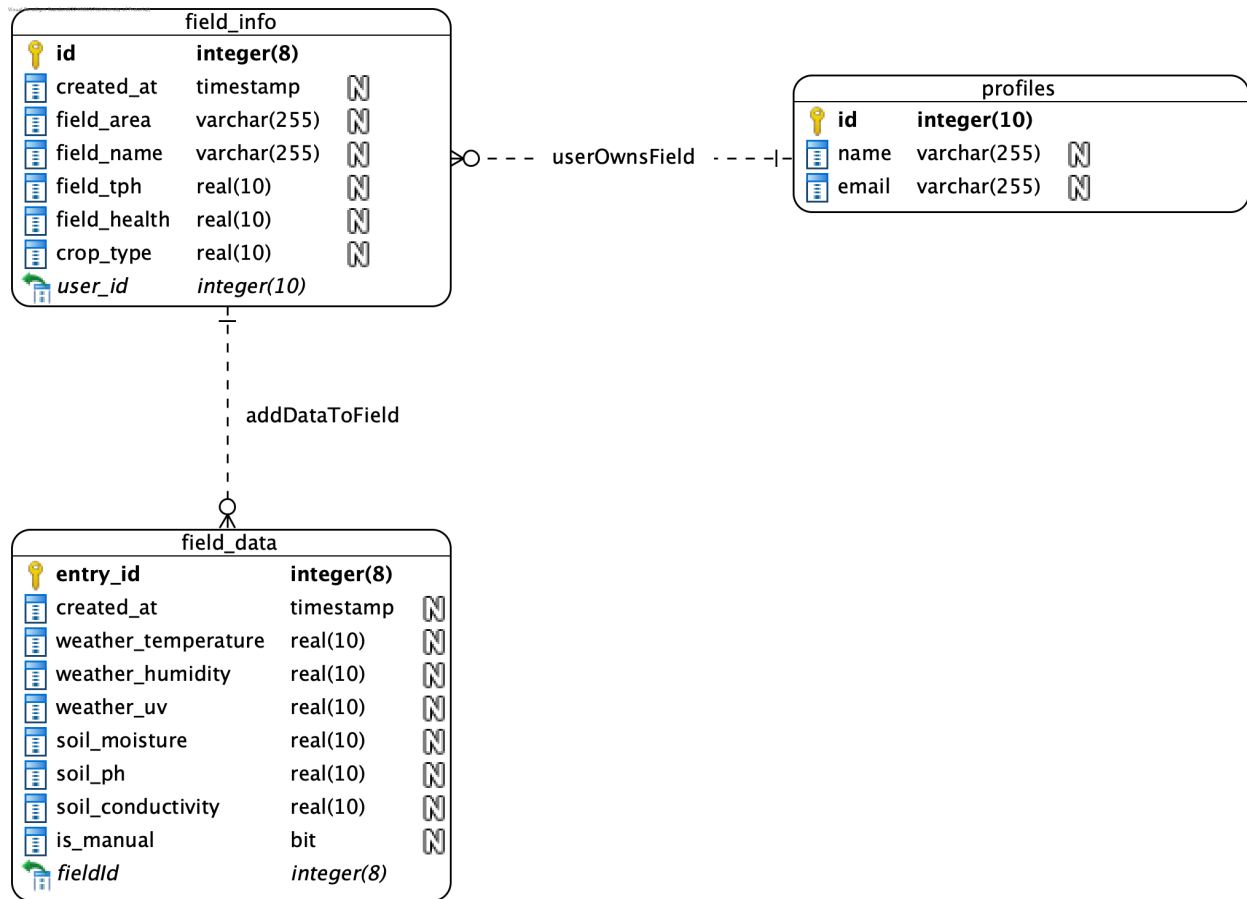 field_info
id integer(8)
created_at timestamp N
field_area varchar(255) N
field_name varchar(255) N
field_tph real(10) N
field_health real(10) N
crop_type real(10) N
user_id integer(10)
userOwnsField
profiles
id integer(10)
name varchar(255) N
email varchar(255) N
addDataToField
field_data
entry_id integer(8)
created_at timestamp N
weather_temperature real(10) N
weather_humidity real(10) N
weather_uv real(10) N
soil_moisture real(10) N
soil_ph real(10) N
soil_conductivity real(10) N
is_manual bit N
fieldId integer(8)